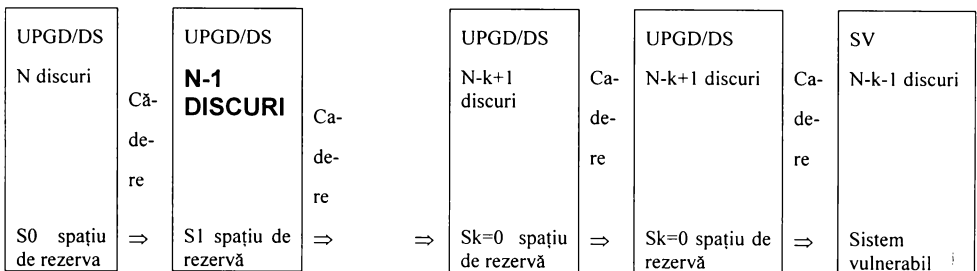 UPGD/DS
N discuri
S0 spațiu
de rezerva
Că-
de-
re
⇒
UPGD/DS
N-1
DISCURI
S1 spațiu de
rezervă
Ca-
de-
re
⇒
⇒
UPGD/DS
N-k+1
discuri
Sk=0 spațiu
de rezervă
Ca-
de-
re
⇒
UPGD/DS
N-k+1 discuri
Sk=0 spațiu de
rezervă
Ca-
de-
re
⇒
SV
N-k-1 discuri
Sistem
vulnerabil